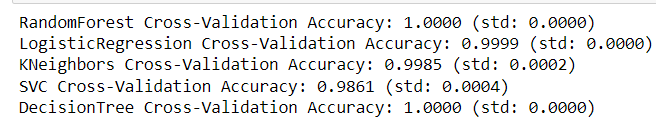 RandomForest Cross-Validation Accuracy: 1.0000 (std: 0.0000)
LogisticRegression Cross-Validation Accuracy: 0.9999 (std: 0.0000)
KNeighbors Cross-Validation Accuracy: 0.9985 (std: 0.0002)
SVC Cross-Validation Accuracy: 0.9861 (std: 0.0004)
DecisionTree Cross-Validation Accuracy: 1.0000 (std: 0.0000)